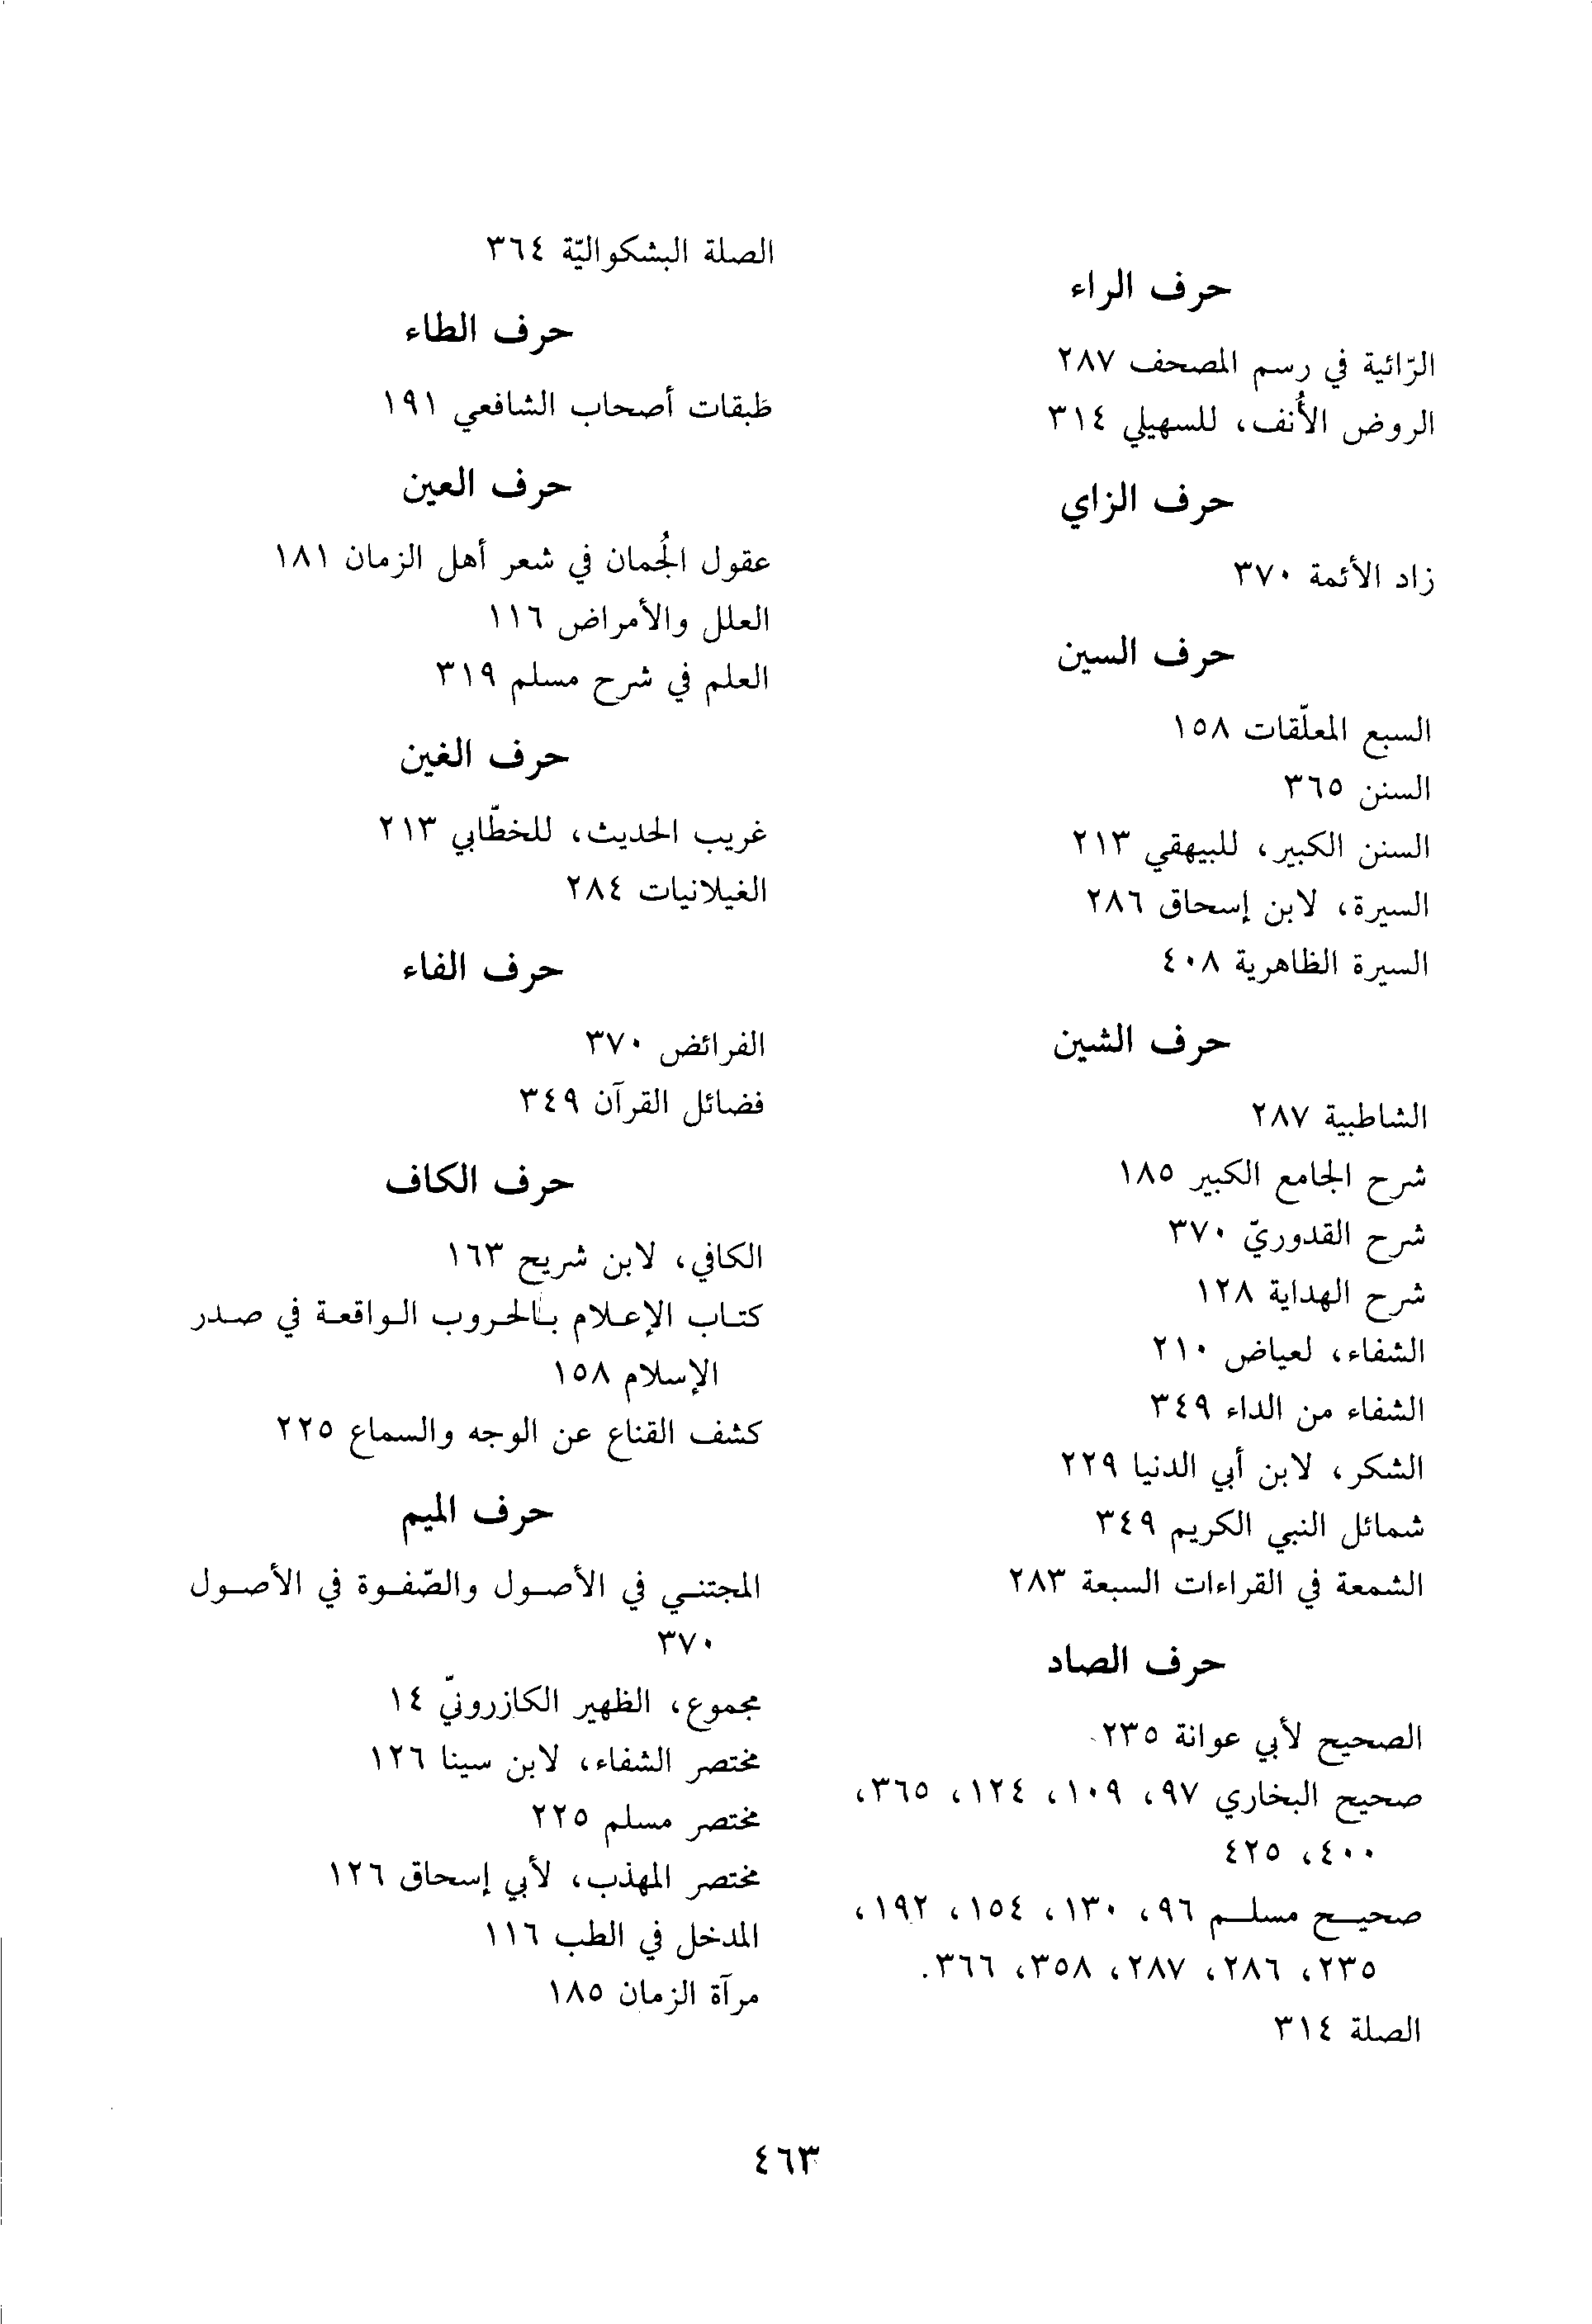 حرف الراء
الرّائية في رسم المصحف ٢٨٧
الروض الأُنف، للسهيلي ٣١٤
حرف الزاي
زاد الأئمة ٣٧٠
حرف السين
السبع المعلّقات ١٥٨
السنن ٣٦٥
السنن الكبير، للبيهقي ٢١٣
السيرة، لابن إسحاق ٢٨٦
السيرة الظاهرية ٤٠٨
حرف الشين
الشاطبية ٢٨٧
شرح الجامع الكبير ١٨٥
شرح القدوريّ ٣٧٠
شرح الهداية ١٢٨
الشفاء، لعياض ٢١٠
الشفاء من الداء ٣٤٩
الشكر، لابن أبي الدنيا ٢٢٩
شمائل النبي الكريم ٣٤٩
الشمعة في القراءات السبعة ٢٨٣
حرف الصاد
الصحيح لأبي عوانة ٢٣٥
صحيح البخاري ٩٧، ١٠٩، ١٢٤، ٣٦٥،
٤٠٠، ٤٢٥
صحيح مسلم ٩٦، ١٣٠، ١٥٤، ١٩٢،
٢٣٥، ٢٨٦، ٢٨٧، ٣٥٨، ٣٦٦.
الصلة ٣١٤
الصلة البشكواليّة ٣٦٤
حرف الطاء
طبقات أصحاب الشافعي ١٩١
حرف العين
عقول الجُمان في شعر أهل الزمان ١٨١
العلل والأمراض ١١٦
العلم في شرح مسلم ٣١٩
حرف الغين
غريب الحديث، للخطّابي ٢١٣
الغيلانيات ٢٨٤
حرف الفاء
الفرائض ٣٧٠
فضائل القرآن ٣٤٩
حرف الكاف
الكافي، لابن شريح ١٦٣
كتاب الإعلام بالحروب الواقعة في صدر
الإسلام ١٥٨
كشف القناع عن الوجه والسماع ٢٢٥
حرف الميم
المجتنى في الأصول والصّفوة في الأصول
٣٧٠
مجموع، الظهير الكازرونيّ ١٤
مختصر الشفاء، لابن سينا ١٢٦
مختصر مسلم ٢٢٥
مختصر المهذب، لأبي إسحاق ١٢٦
المدخل في الطب ١١٦
مرآة الزمان ١٨٥
٤٦٣